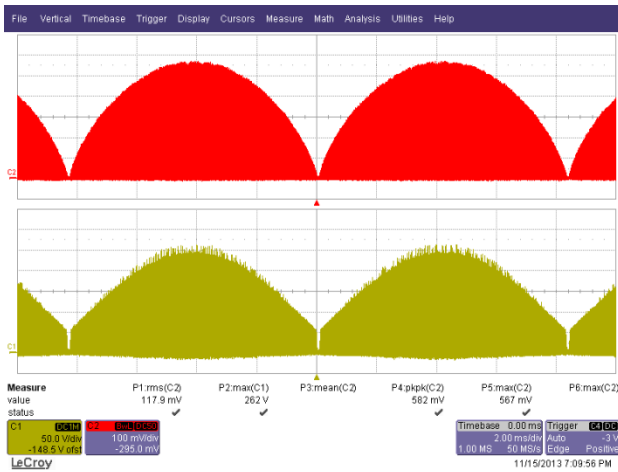 File Vertical Timebase Trigger Display Cursors Measure Math Analysis Utilities Help
C2
C1
Measure P1:rms(C2) P2:max(C1) P3:mean(C2) P4:pkpk(C2) P5:max(C2) P6:max(C2)
value 117.9 mV 262 V 582 mV 567 mV
status
C1 DC1M C2 BwL DC50 Timebase 0.00 ms Trigger C4 DC
50.0 V/div 100 mV/div 2.00 ms/div Auto -3 V
-148.5 V ofst -295.0 mV 1.00 MS 50 MS/s Edge Positive
LeCroy 11/15/2013 7:09:56 PM